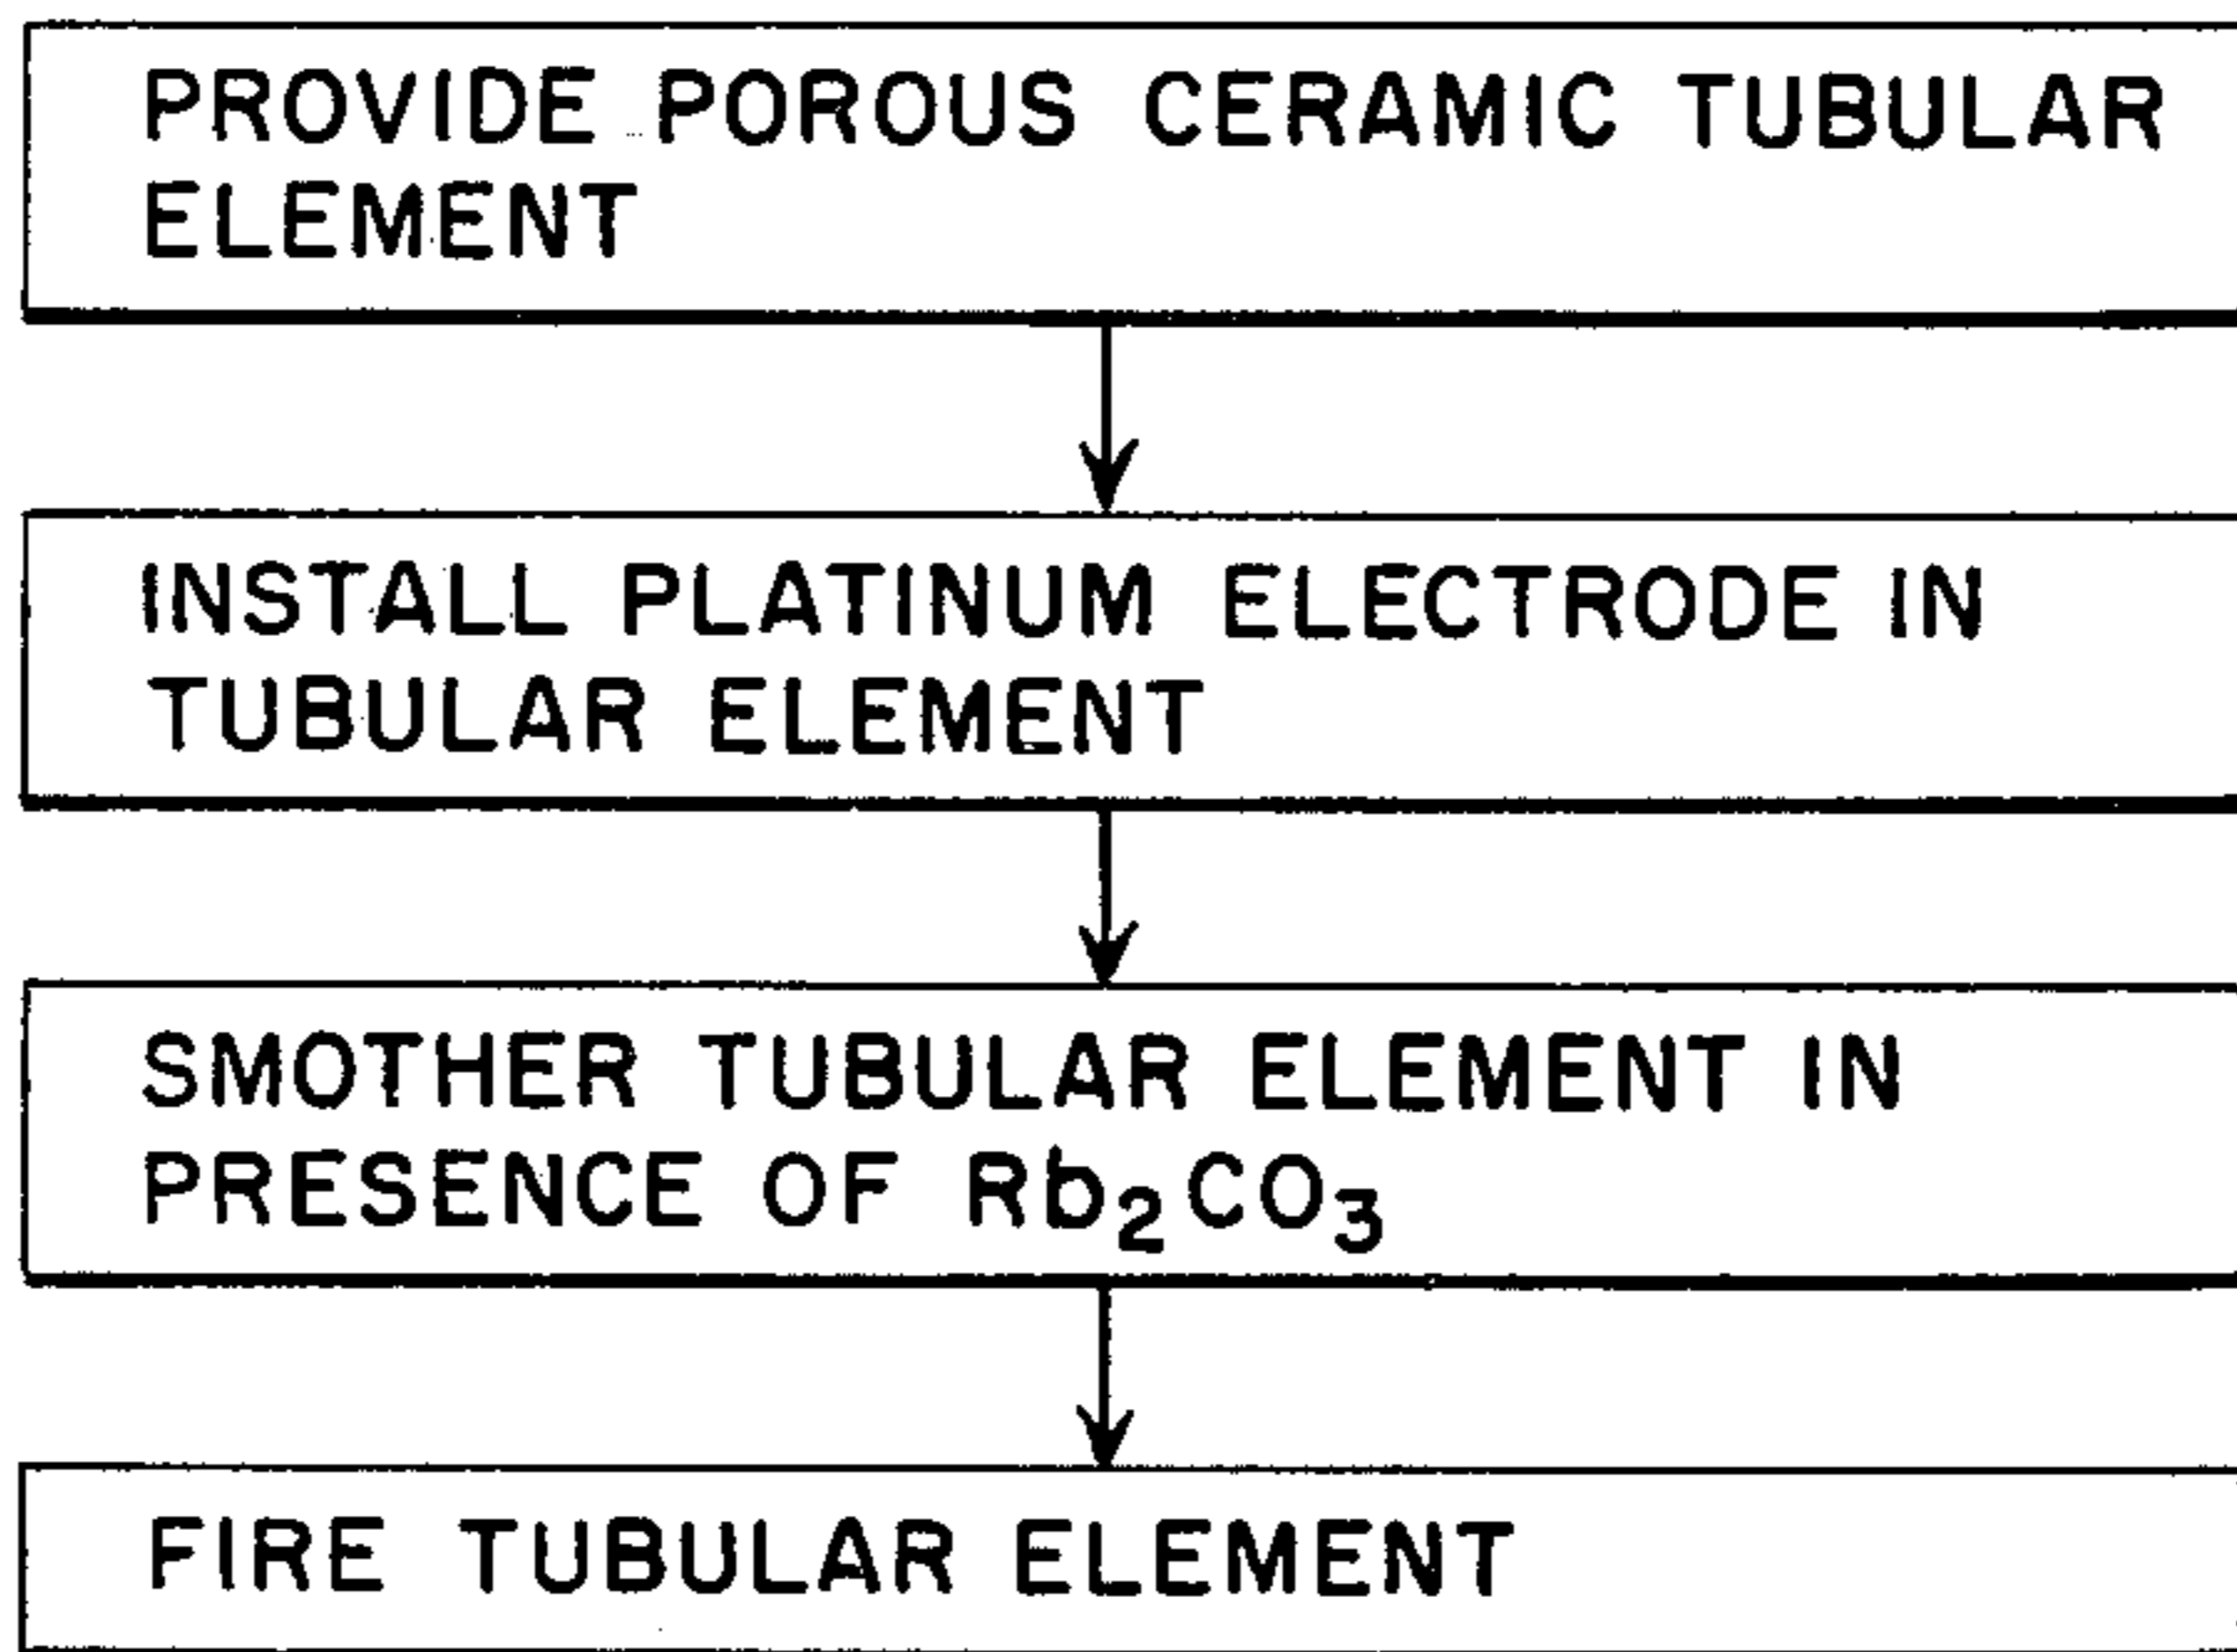 PROVIDE POROUS CERAMIC TUBULAR
ELEMENT
INSTALL PLATINUM ELECTRODE IN
TUBULAR ELEMENT
SMOTHER TUBULAR ELEMENT IN
PRESENCE OF Rb₂CO₃
FIRE TUBULAR ELEMENT